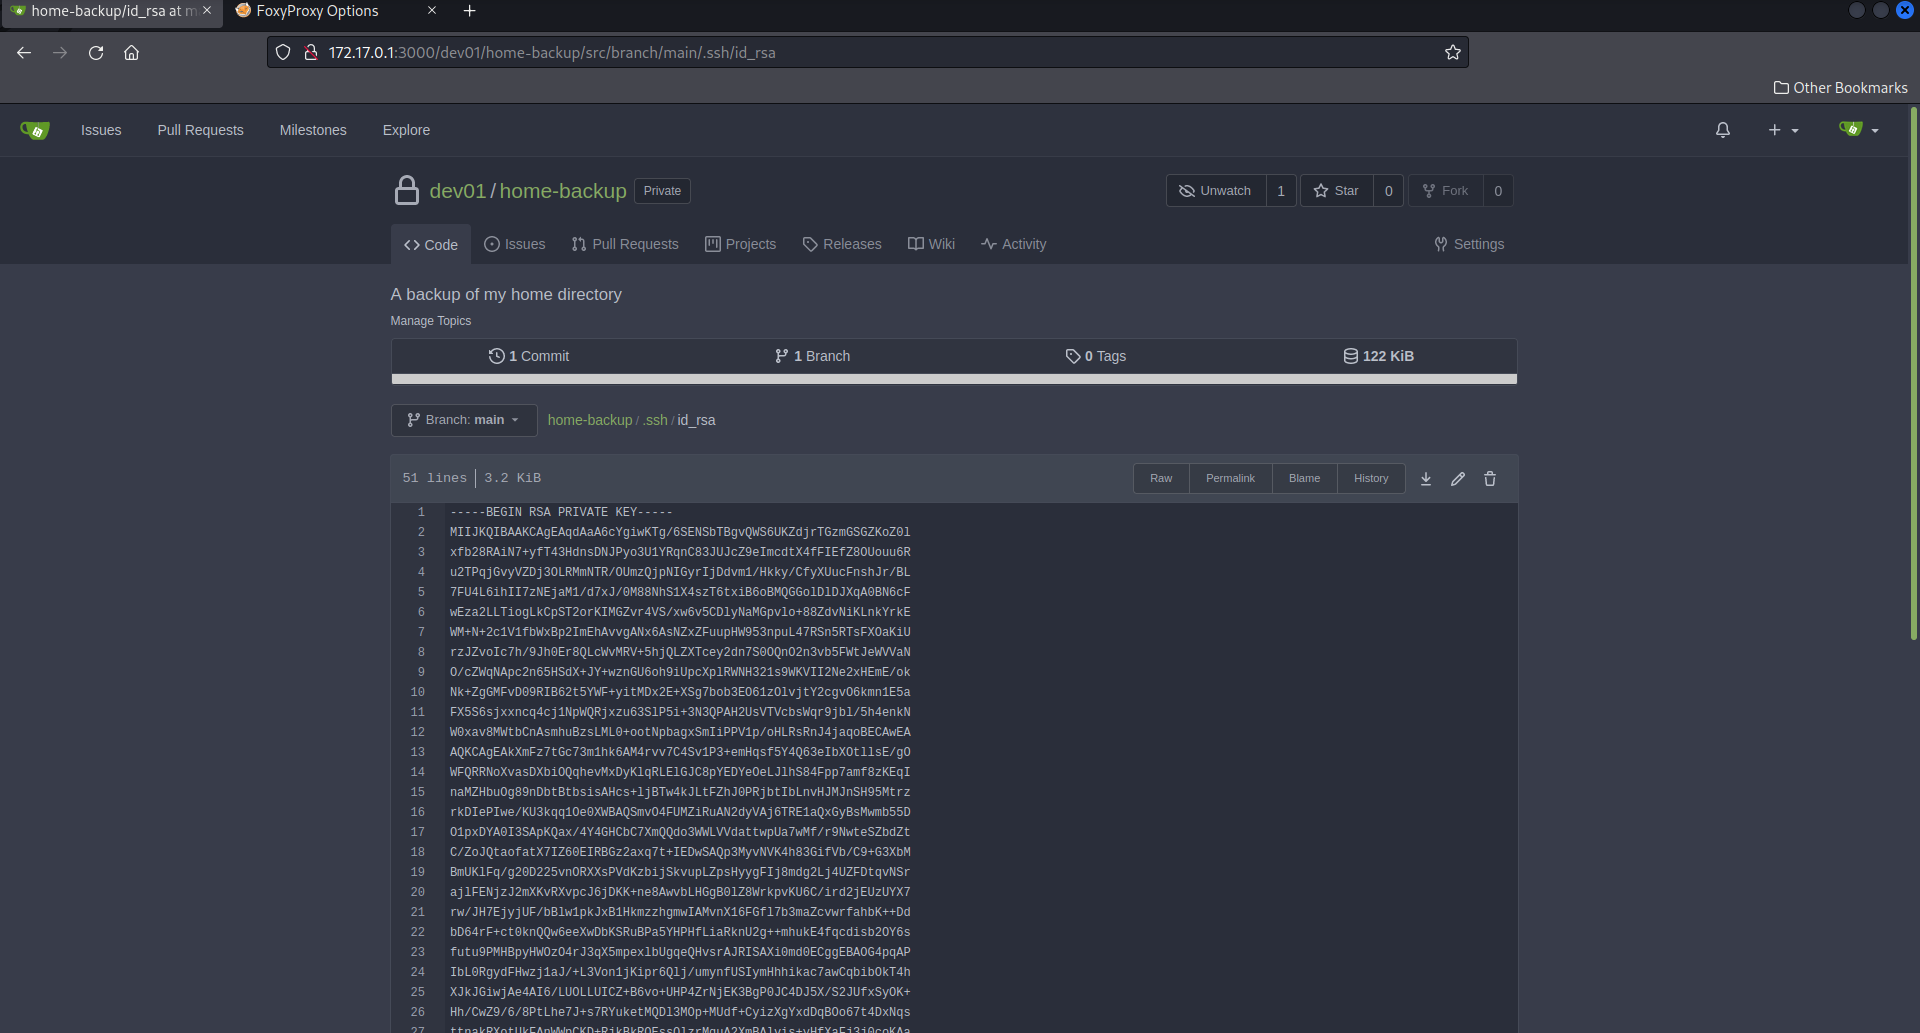 home-backup/id_rsa at m
FoxyProxy Options
172.17.0.1:3000/dev01/home-backup/src/branch/main/.ssh/id_rsa
Other Bookmarks
Issues Pull Requests Milestones Explore
dev01/home-backup Private
Unwatch 1 Star 0 Fork 0
Code Issues Pull Requests Projects Releases Wiki Activity Settings
A backup of my home directory
Manage Topics
1 Commit 1 Branch 0 Tags 122 KiB
Branch: main home-backup/.ssh/id_rsa
51 lines 3.2 KiB Raw Permalink Blame History
1 -----BEGIN RSA PRIVATE KEY-----
2 MIIJKQIBAAKCAgEAqdAaA6cYgiwKTg/6SENSbTBgvQWS6UKZdjrTGzmGSGZKoZ0l
3 xfb28RAiN7+yfT43HdnsDNJPyo3U1YRqnC83JUJcZ9eImcdtX4fFIEfZ8OUouu6R
4 u2TPqjGvyVZDj3OLRMmNTR/OUmzQjpNIGyrIjDdvm1/Hkky/CfyXUucFnshJr/BL
5 7FU4L6ihII7zNEjaM1/d7xJ/0M88NhS1X4szT6txiB6oBMQGGolDlDJXqA0BN6cF
6 wEza2LLTiogLkCpST2orKIMGZvr4VS/xw6v5CDlyNaMGpvlo+88ZdvNiKLnkYrkE
7 WM+N+2c1V1fbWxBp2ImEhAvvgANx6AsNZxZFuupHW953npuL47RSn5RTsFXOaKiU
8 rzJZvoIc7h/9Jh0Er8QLcWvMRV+5hjQLZXTcey2dn7S0OQnO2n3vb5FWtJeWVVaN
9 O/cZWqNApc2n65HSdX+JY+wznGU6oh9iUpcXplRWNH321s9WKVII2Ne2xHEmE/ok
10 Nk+ZgGMFvD09RIB62t5YWF+yitMDx2E+XSg7bob3EO61zOlvjtY2cgvO6kmn1E5a
11 FX5S6sjxxncq4cj1NpWQRjxzu63SlP5i+3N3QPAH2UsVTVcbsWqr9jbl/5h4enkN
12 W0xav8MWtbCnAsmhuBzsLML0+ootNpbagxSmIiPPV1p/oHLRsRnJ4jaqoBECAwEA
13 AQKCAgEAkXmFz7tGc73m1hk6AM4rvv7C4Sv1P3+emHqsf5Y4Q63eIbXOtllsE/gO
14 WFQRRNoXvasDXbiOQqhevMxDyKlqRLElGJC8pYEDYeOeLJlhS84Fpp7amf8zKEqI
15 naMZHbuOg89nDbtBtbsisAHcs+ljBTw4kJLtFZhJ0PRjbtIbLnvHJMJnSH95Mtrz
16 rkDIePIwe/KU3kqq1Oe0XWBAQSmvO4FUMZiRuAN2dyVAj6TRE1aQxGyBsMwmb55D
17 O1pxDYA0I3SApKQax/4Y4GHCbC7XmQQdo3WWLVVdattwpUa7wMf/r9NwteSZbdZt
18 C/ZoJQtaofatX7IZ60EIRBGz2axq7t+IEDwSAQp3MyvNVK4h83GifVb/C9+G3XbM
19 BmUKlFq/g20D225vnORXXsPVdKzbijSkvupLZpsHyygFIj8mdg2Lj4UZFDtqvNSr
20 ajlFENjzJ2mXKvRXvpcJ6jDKK+ne8AwvbLHGgB0lZ8WrkpvKU6C/ird2jEUzUYX7
21 rw/JH7EjyjUF/bBlw1pkJxB1HkmzzhgmwIAMvnX16FGfl7b3maZcvwrfahbK++Dd
22 bD64rF+ct0knQQw6eeXwDbKSRuBPa5YHPHfLiaRknU2g++mhukE4fqcdisb2OY6s
23 futu9PMHBpyHWOzO4rJ3qX5mpexlbUgqeQHvsrAJRISAXi0md0ECggEBAOG4pqAP
24 IbL0RgydFHwzj1aJ/+L3Von1jKipr6Qlj/umynfUSIymHhhikac7awCqbibOkT4h
25 XJkJGiwjAe4AI6/LUOLLUICZ+B6vo+UHP4ZrNjEK3BgP0JC4DJ5X/S2JUfxSyOK+
26 Hh/CwZ9/6/8PtLhe7J+s7RYuketMQDl3MOp+MUdf+CyizXgYxdDqBOo67t4DxNqs
27